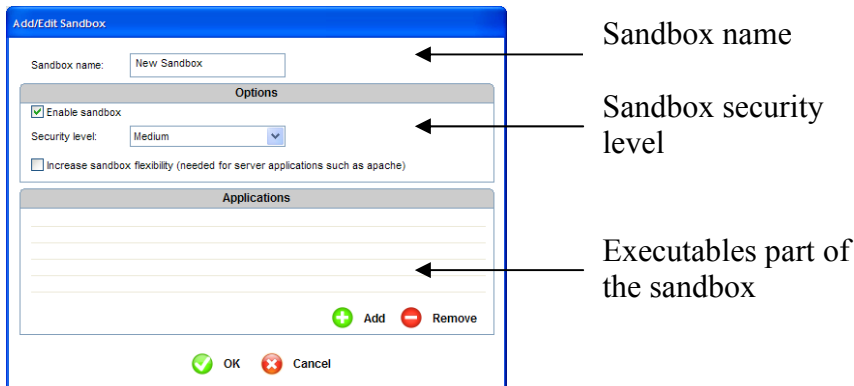 Add/Edit Sandbox
Sandbox name
Sandbox name: New Sandbox
Options
Enable sandbox
Sandbox security
level
Security level: Medium
Increase sandbox flexibility (needed for server applications such as apache)
Applications
Executables part of
the sandbox
Add Remove
OK Cancel